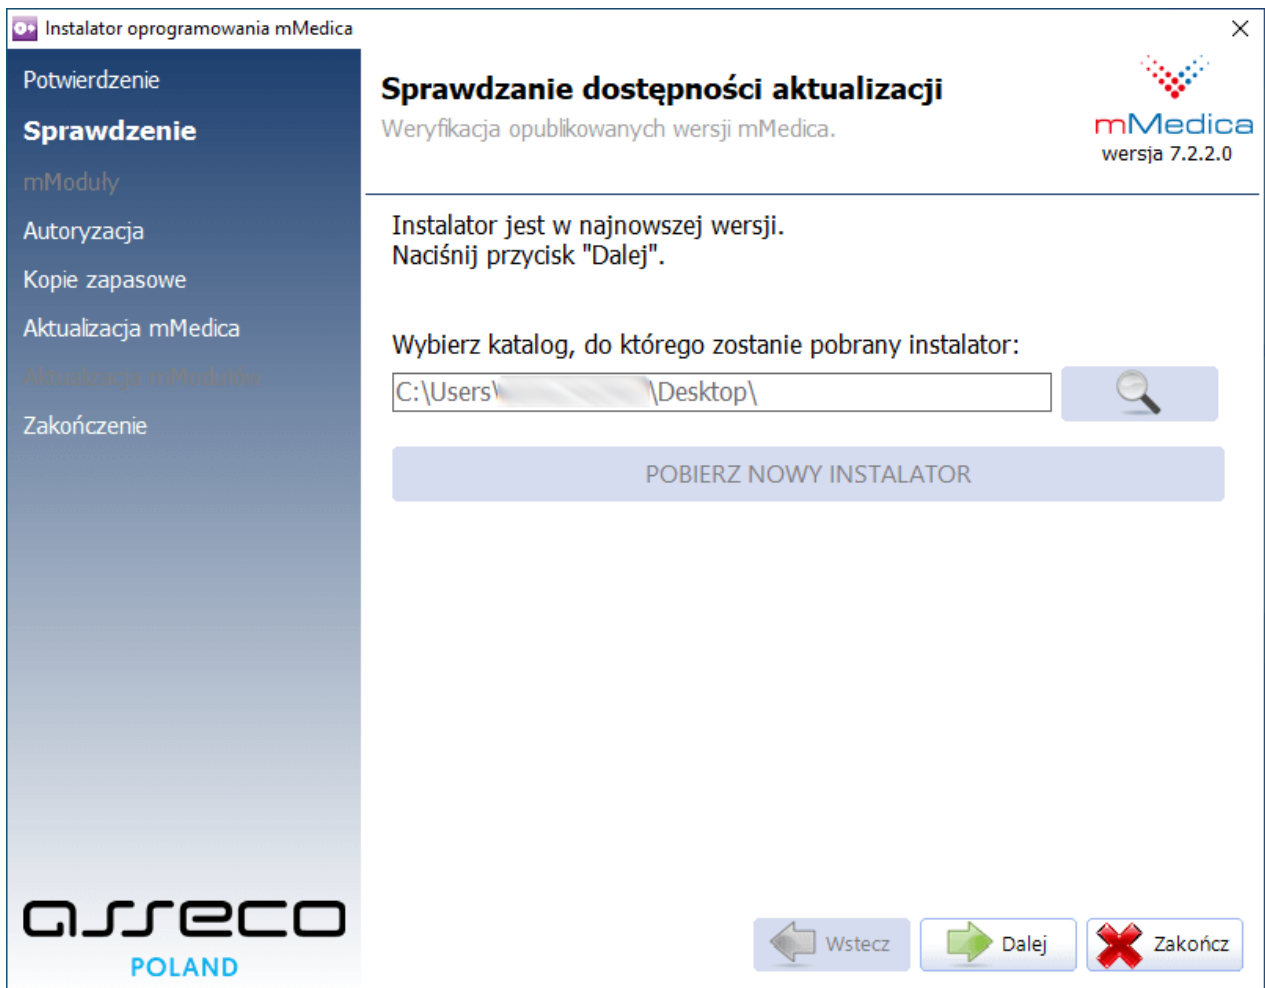 Instalator oprogramowania mMedica
Potwierdzenie
Sprawdzenie
mModuły
Autoryzacja
Kopie zapasowe
Aktualizacja mMedica
Aktualizacja mModułów
Zakończenie
asseco
POLAND
Sprawdzanie dostępności aktualizacji
Weryfikacja opublikowanych wersji mMedica.
mMedica
wersja 7.2.2.0
Instalator jest w najnowszej wersji.
Naciśnij przycisk "Dalej".
Wybierz katalog, do którego zostanie pobrany instalator:
C:\Users\ \Desktop\
POBIERZ NOWY INSTALATOR
Wstecz
Dalej
Zakończ